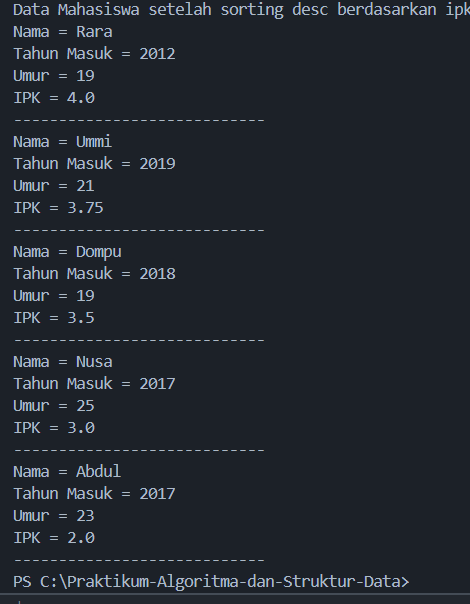 Data Mahasiswa setelah sorting desc berdasarkan ipk
Nama = Rara
Tahun Masuk = 2012
Umur = 19
IPK = 4.0
----------------------------
Nama = Ummi
Tahun Masuk = 2019
Umur = 21
IPK = 3.75
----------------------------
Nama = Dompu
Tahun Masuk = 2018
Umur = 19
IPK = 3.5
----------------------------
Nama = Nusa
Tahun Masuk = 2017
Umur = 25
IPK = 3.0
----------------------------
Nama = Abdul
Tahun Masuk = 2017
Umur = 23
IPK = 2.0
----------------------------
PS C:\Praktikum-Algoritma-dan-Struktur-Data>